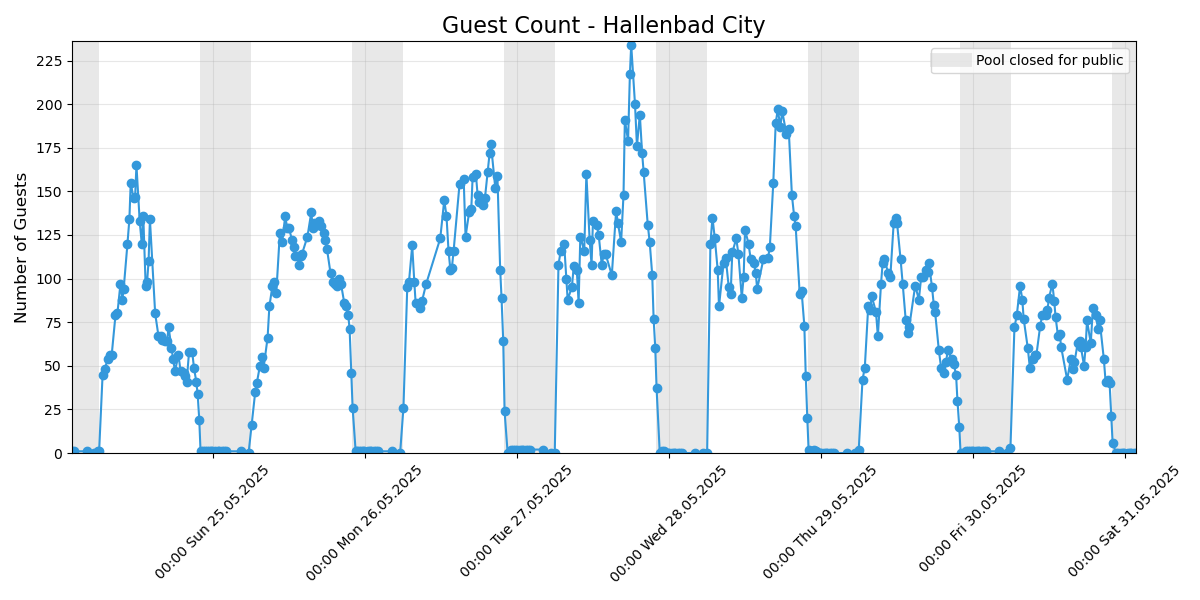 Guest Count - Hallenbad City
Pool closed for public
Number of Guests
225
200
175
150
125
100
75
50
25
0
00:00 Sun 25.05.2025
00:00 Mon 26.05.2025
00:00 Tue 27.05.2025
00:00 Wed 28.05.2025
00:00 Thu 29.05.2025
00:00 Fri 30.05.2025
00:00 Sat 31.05.2025